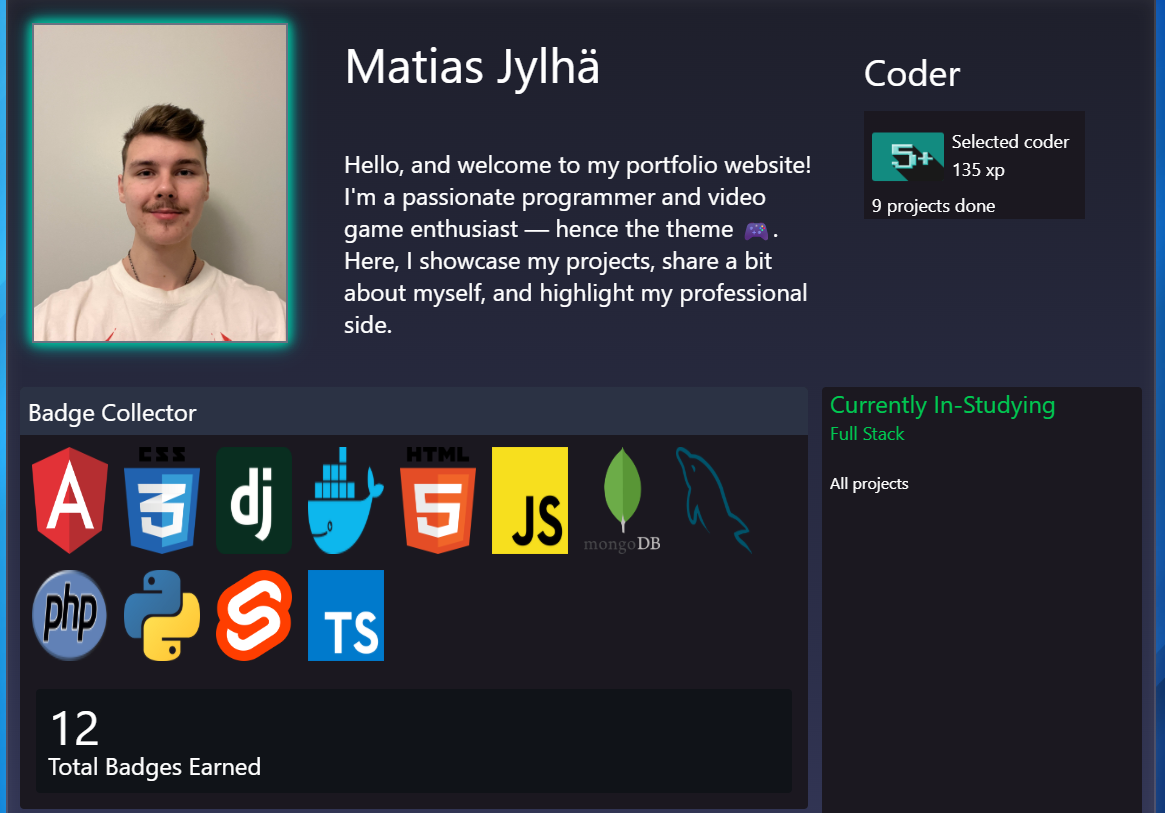 Matias Jylhä
Coder
5+
Selected coder
135 xp
9 projects done
Hello, and welcome to my portfolio website!
I'm a passionate programmer and video
game enthusiast — hence the theme 🎮.
Here, I showcase my projects, share a bit
about myself, and highlight my professional
side.
Badge Collector
A
CSS
3
dj
HTML
5
JS
mongoDB
php
S
TS
12
Total Badges Earned
Currently In-Studying
Full Stack
All projects